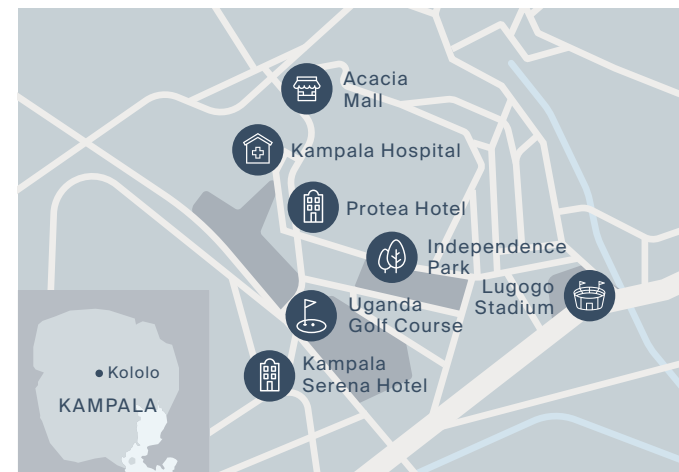 Acacia
Mall
Kampala Hospital
Protea Hotel
Independence
Park
Lugogo
Stadium
Uganda
Golf Course
Kampala
Serena Hotel
Kololo
KAMPALA